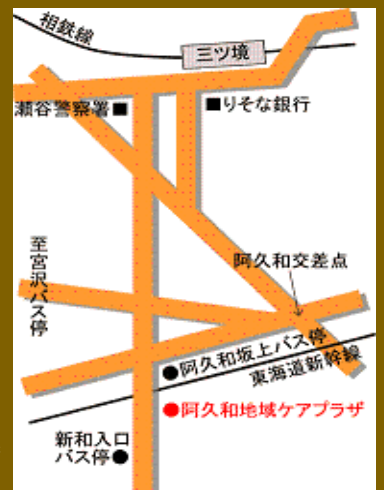 相鉄線
三ツ境
瀬谷警察署■
■りそな銀行
至宮沢バス停
阿久和交差点
●阿久和坂上バス停
東海道新幹線
●阿久和地域ケアプラザ
新和入口
バス停●